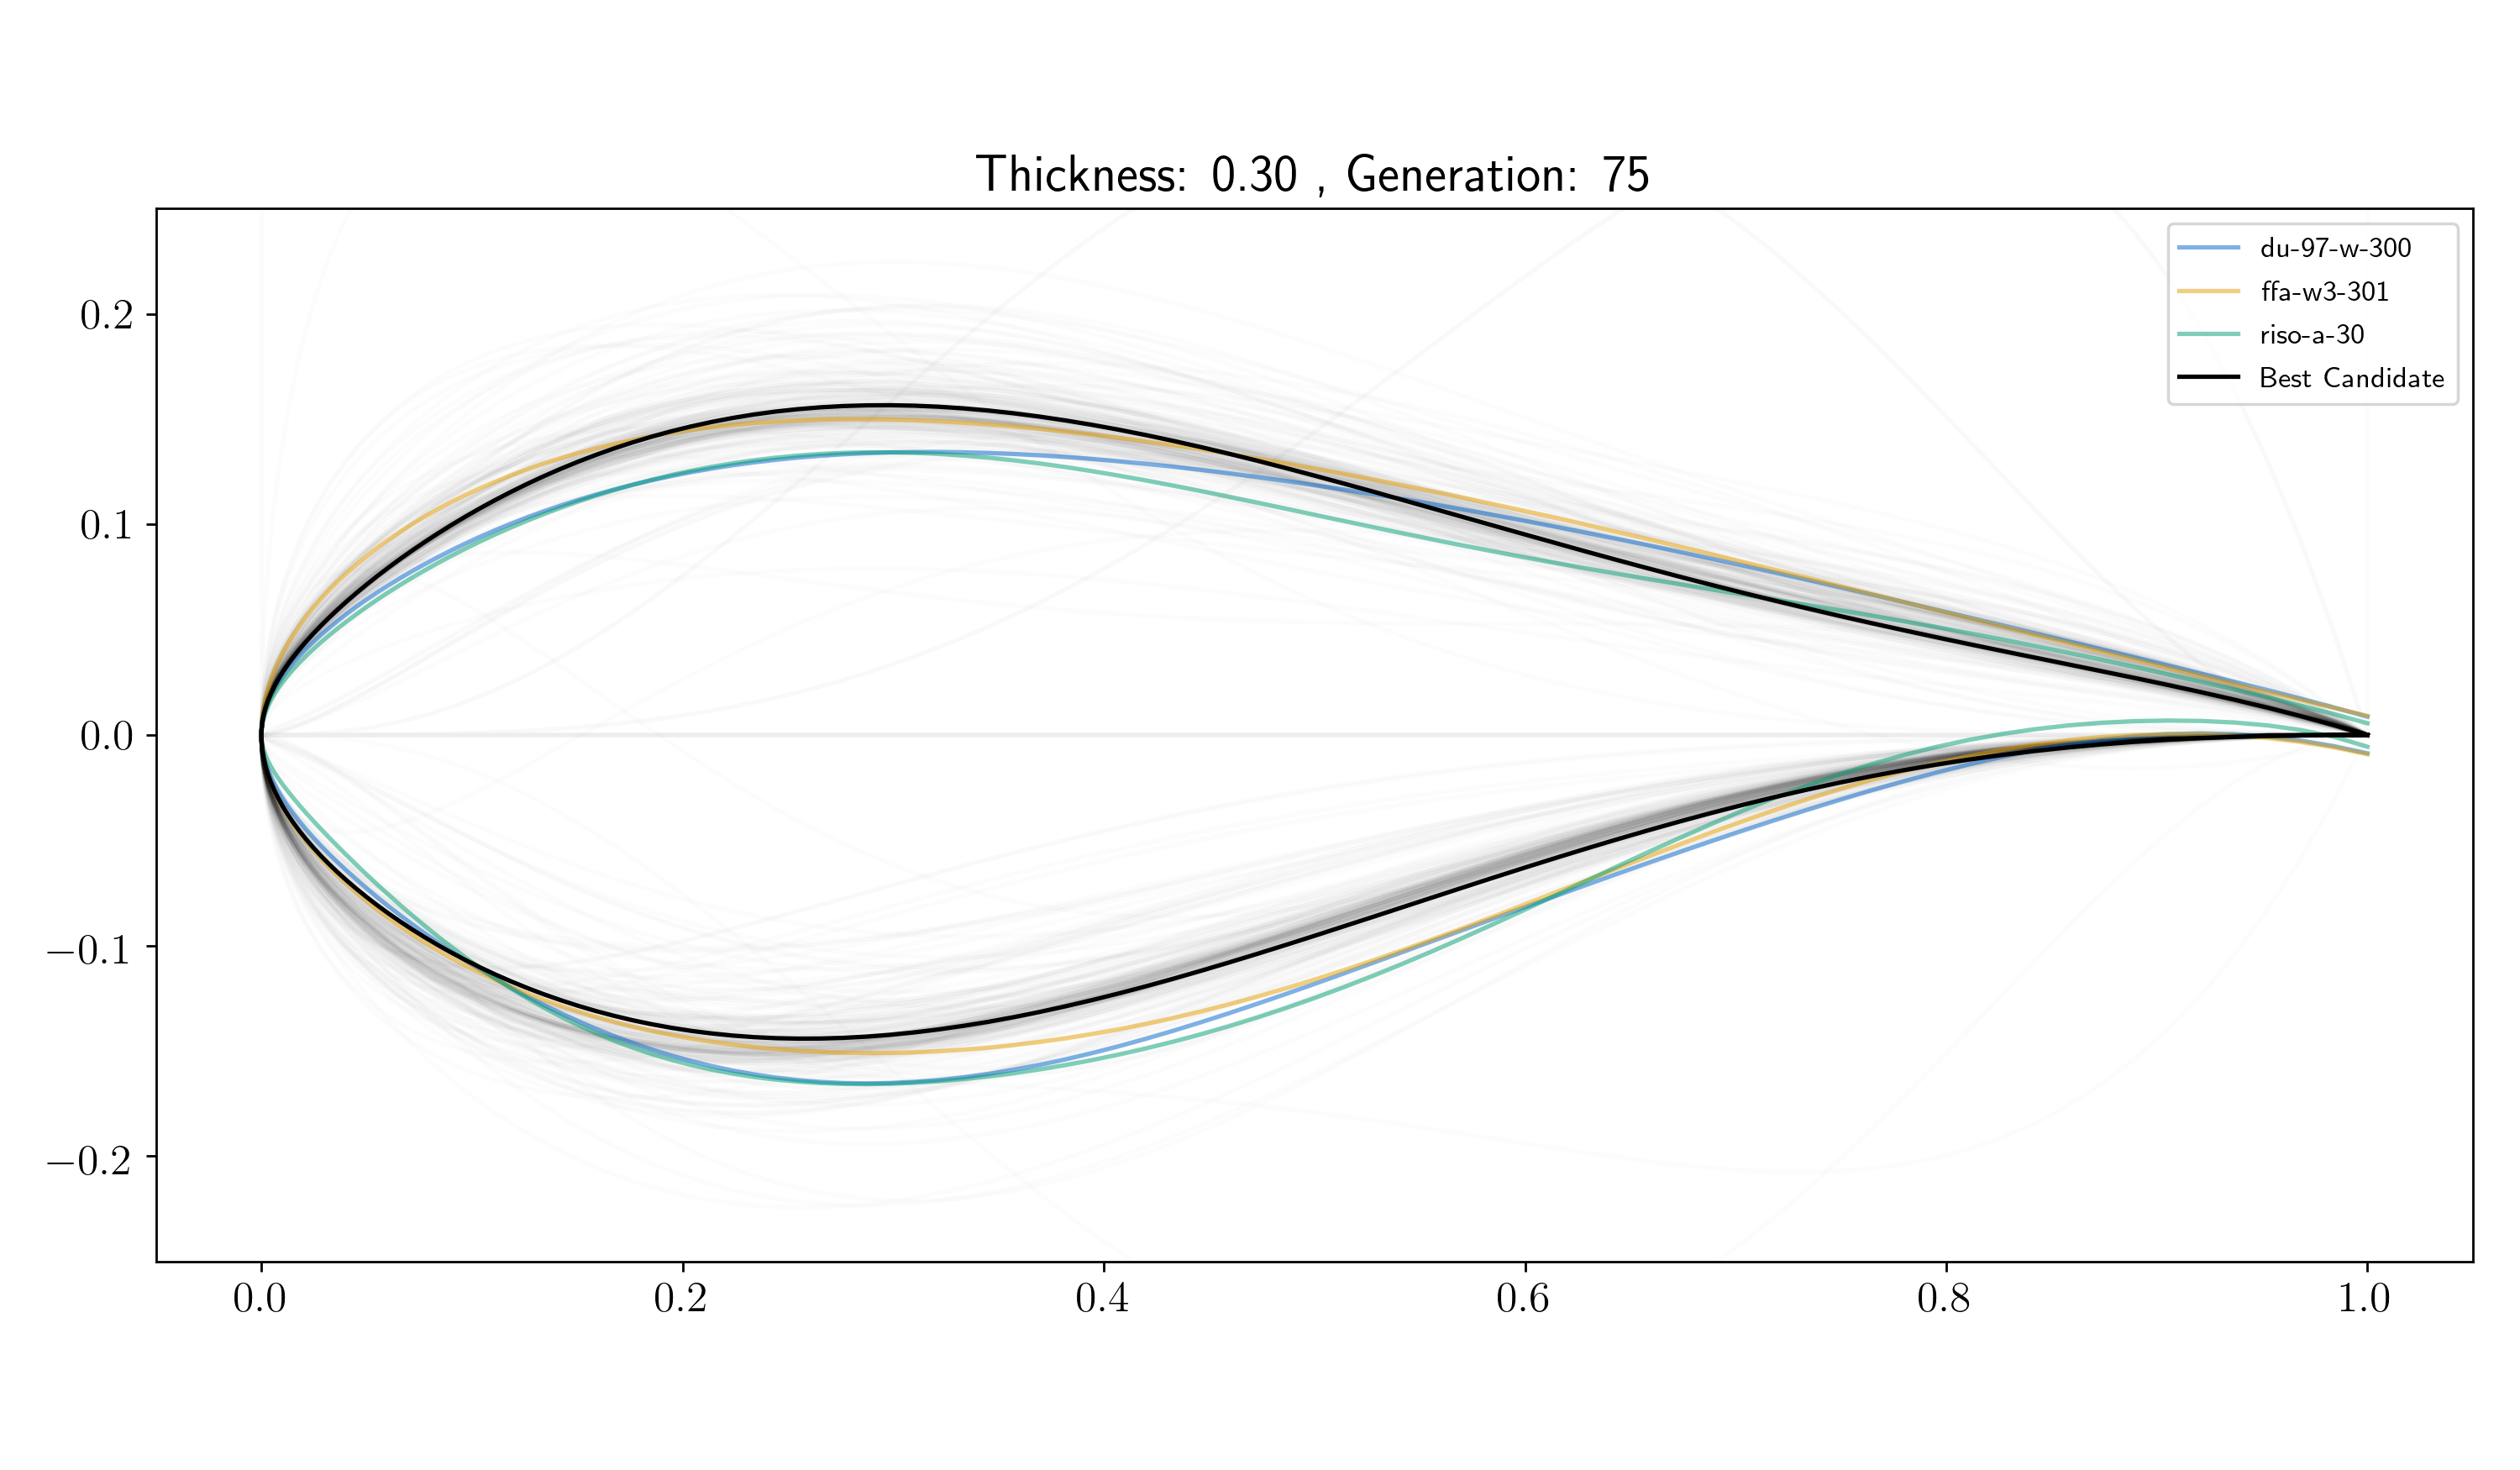 Thickness: 0.30 , Generation: 75
du-97-w-300
ffa-w3-301
riso-a-30
Best Candidate
0.2
0.1
0.0
−0.1
−0.2
0.0 0.2 0.4 0.6 0.8 1.0